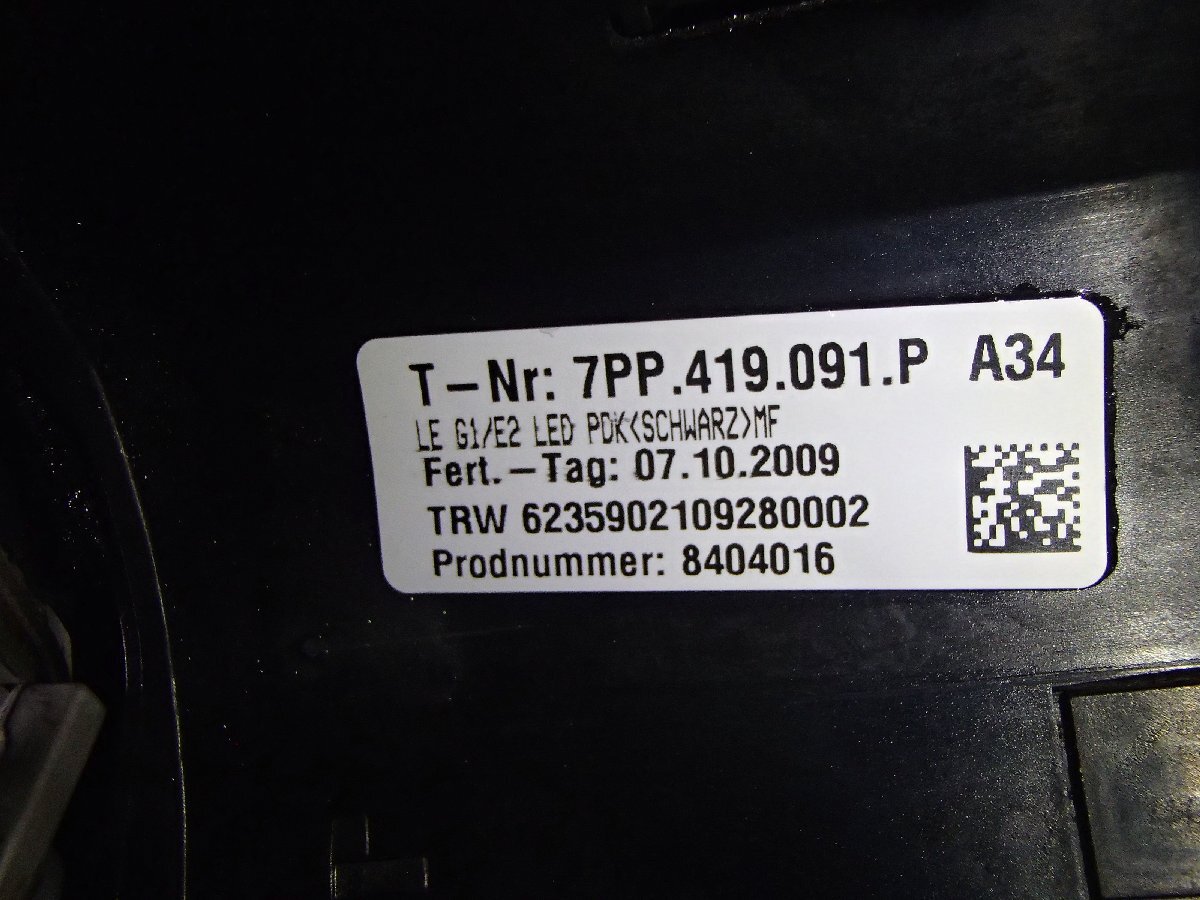 T-Nr: 7PP.419.091.P A34
LE G1/E2 LED PDK<SCHWARZ>MF
Fert.-Tag: 07.10.2009
TRW 6235902109280002
Prodnummer: 8404016